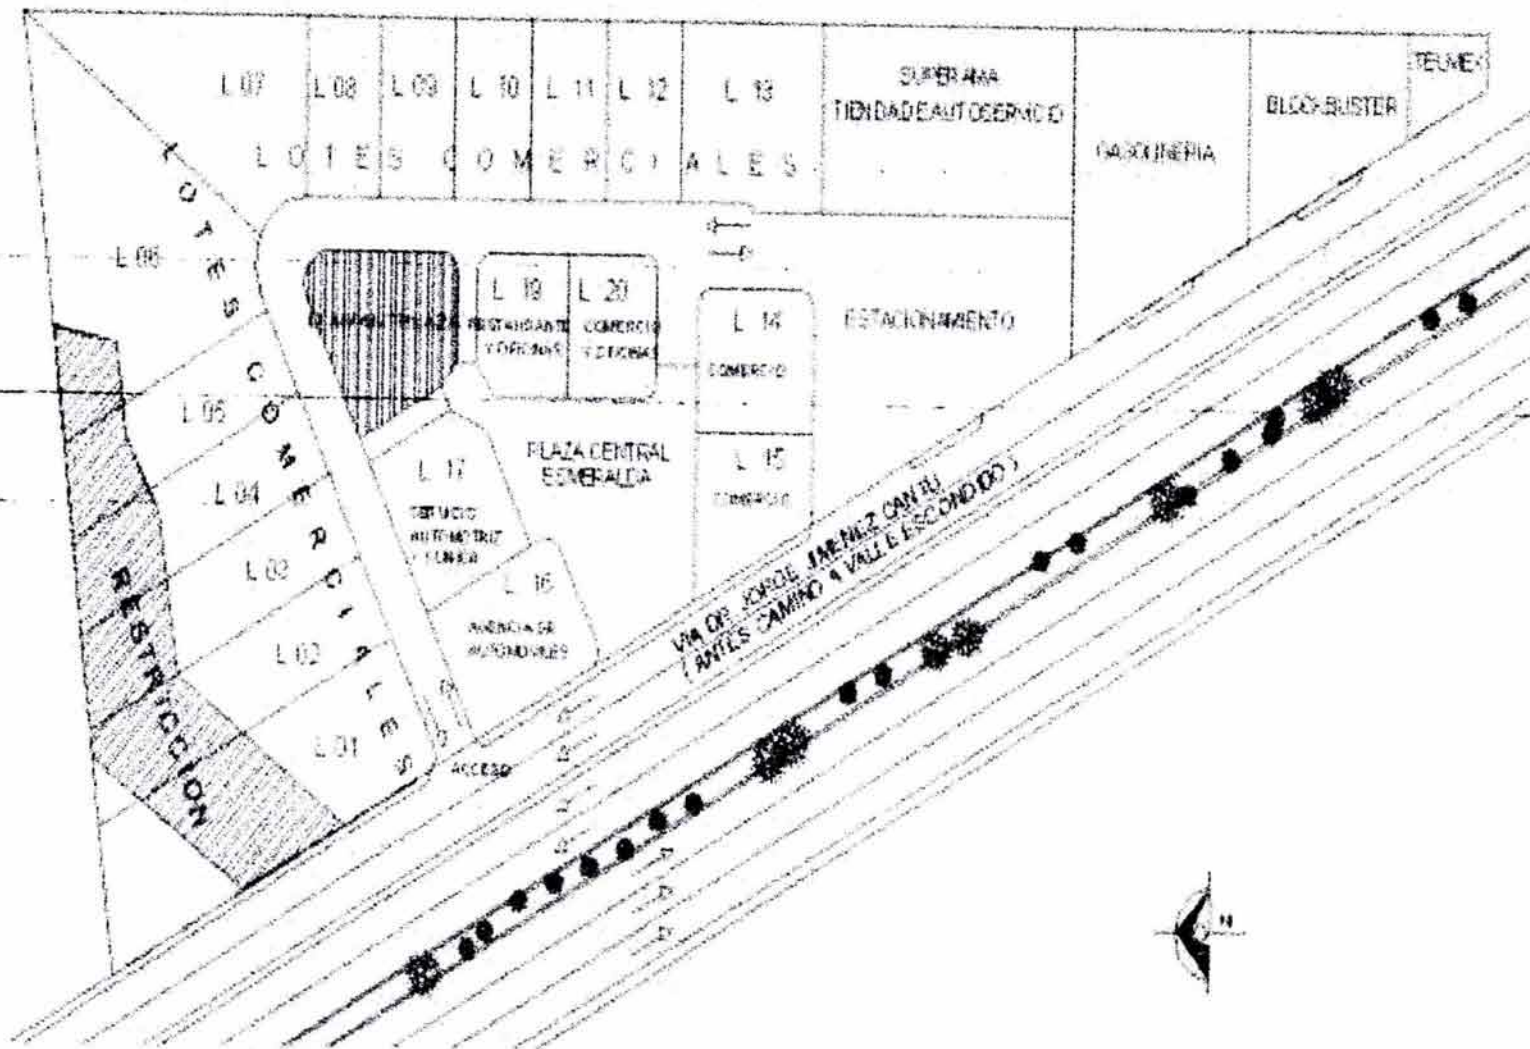 L 07
L 08
L 09
L 10
L 11
L 12
L 13
SUPERAMA
TIENDA DE AUTOSERVICIO
GASOLINERIA
BLOCKBUSTER
TELMEX
LOTES COMERCIALES
L 06
LOTES COMERCIALES
L 19
RESTAURANTE
Y OFICINAS
L 20
COMERCIO
Y OFICINAS
L 14
COMERCIO
ESTACIONAMIENTO
L 05
L 17
SERVICIO
AUTOMOTRIZ
PLAZA CENTRAL
ESMERALDA
L 15
COMERCIO
L 04
L 03
L 16
AGENCIA DE
AUTOMOVILES
L 02
L 01
RESTRICCION
ACCESO
VIA DR. JORGE JIMENEZ CANTU
( ANTES CAMINO A VALLE ESCONDIDO )
N